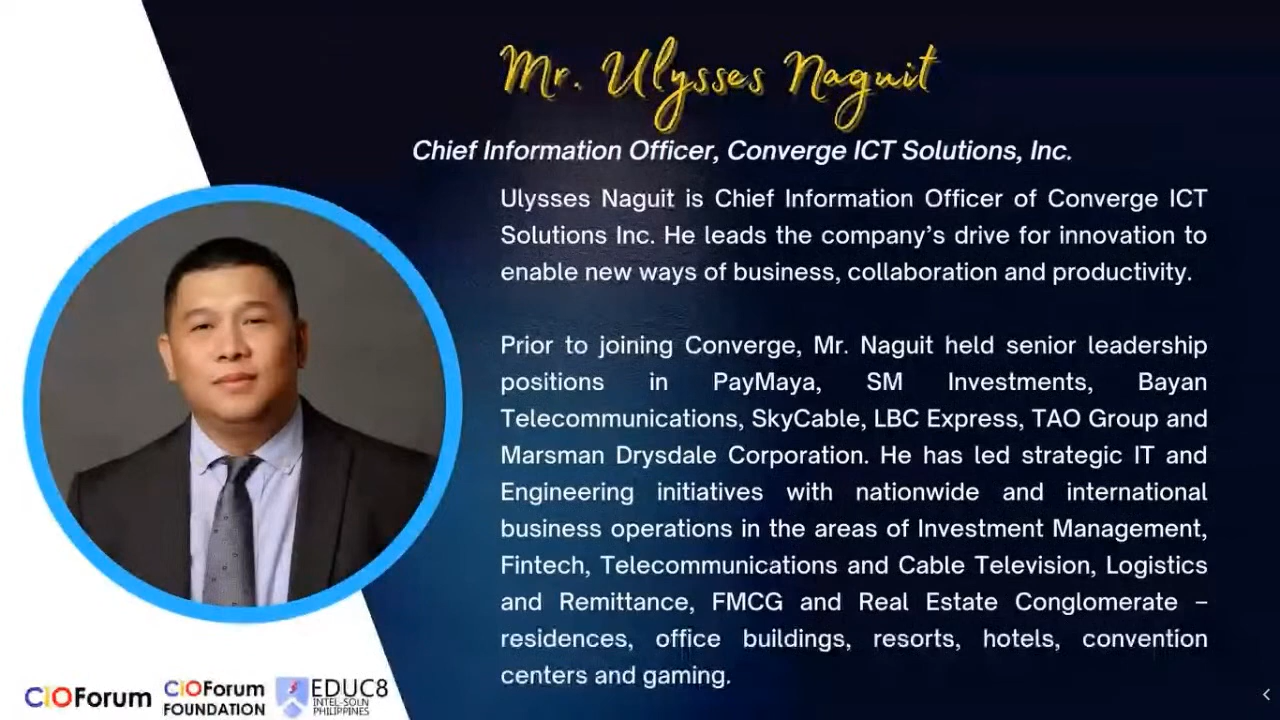 Mr. Ulysses Naguit
Chief Information Officer, Converge ICT Solutions, Inc.
Ulysses Naguit is Chief Information Officer of Converge ICT
Solutions Inc. He leads the company's drive for innovation to
enable new ways of business, collaboration and productivity.
Prior to joining Converge, Mr. Naguit held senior leadership
positions in PayMaya, SM Investments, Bayan
Telecommunications, SkyCable, LBC Express, TAO Group and
Marsman Drysdale Corporation. He has led strategic IT and
Engineering initiatives with nationwide and international
business operations in the areas of Investment Management,
Fintech, Telecommunications and Cable Television, Logistics
and Remittance, FMCG and Real Estate Conglomerate –
residences, office buildings, resorts, hotels, convention
centers and gaming.
CIOForum
CIOForum
FOUNDATION
EDUC8
INTEL-SOLN
PHILIPPINES